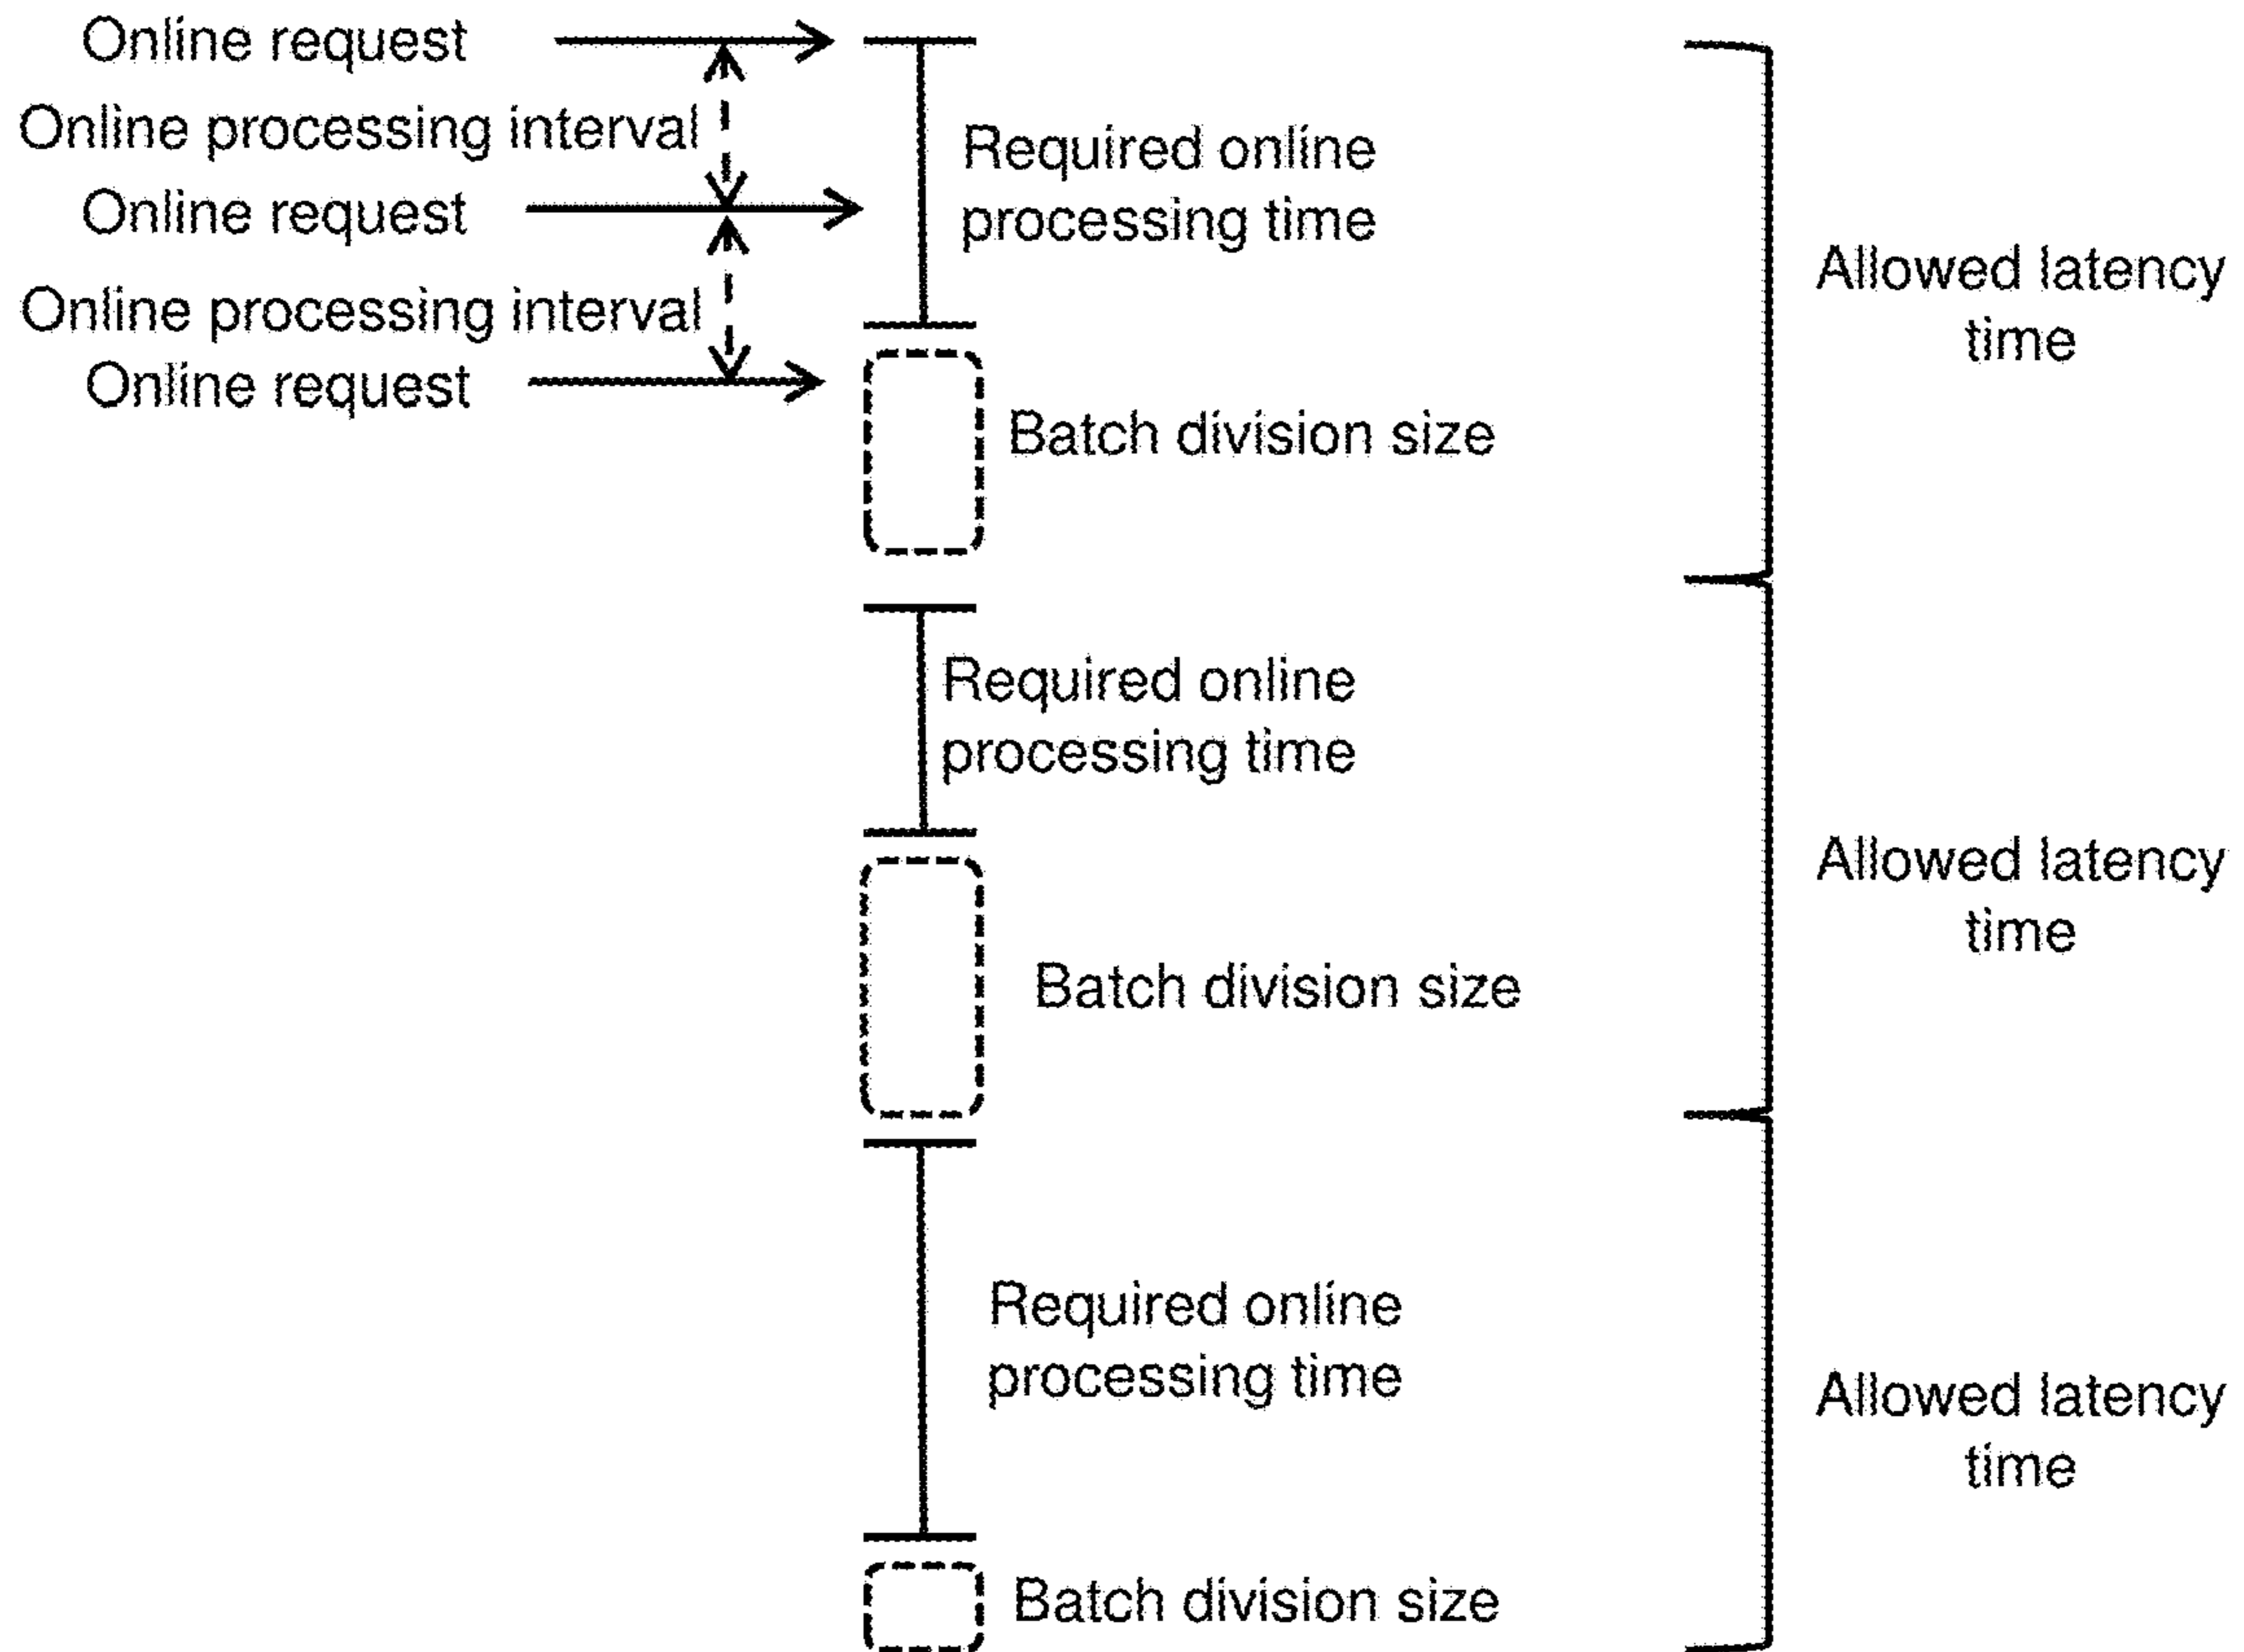 Online request
Online processing interval
Required online
processing time
Online request
Allowed latency
time
Online processing interval
Online request
Batch division size
Required online
processing time
Allowed latency
time
Batch division size
Required online
processing time
Allowed latency
time
Batch division size